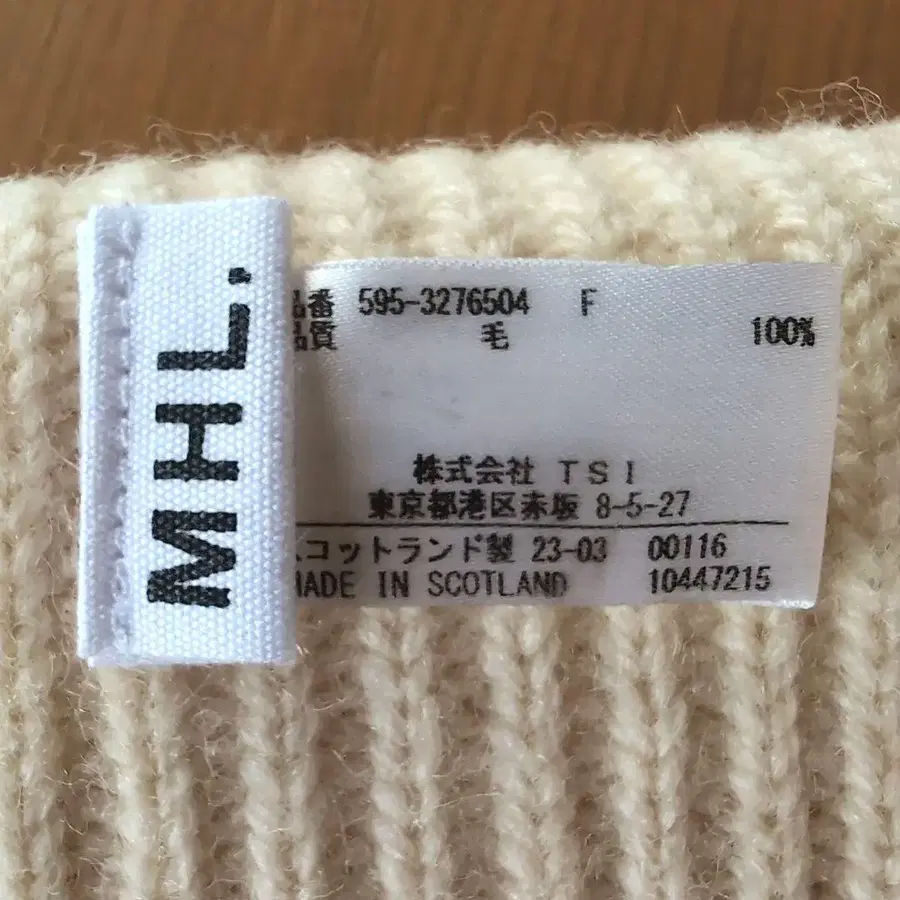 MHL.
品番 595-3276504 F
品質 毛 100%
株式会社 TSI
東京都港区赤坂 8-5-27
スコットランド製 23-03 00116
MADE IN SCOTLAND 10447215